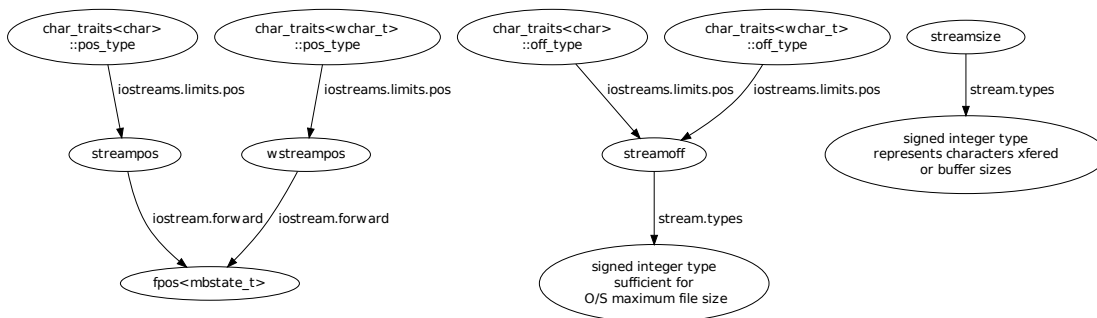 char_traits<char>
::pos_type
char_traits<wchar_t>
::pos_type
char_traits<char>
::off_type
char_traits<wchar_t>
::off_type
streamsize
iostreams.limits.pos
iostreams.limits.pos
iostreams.limits.pos
iostreams.limits.pos
stream.types
streampos
wstreampos
streamoff
signed integer type
represents characters xfered
or buffer sizes
iostream.forward
iostream.forward
stream.types
fpos<mbstate_t>
signed integer type
sufficient for
O/S maximum file size